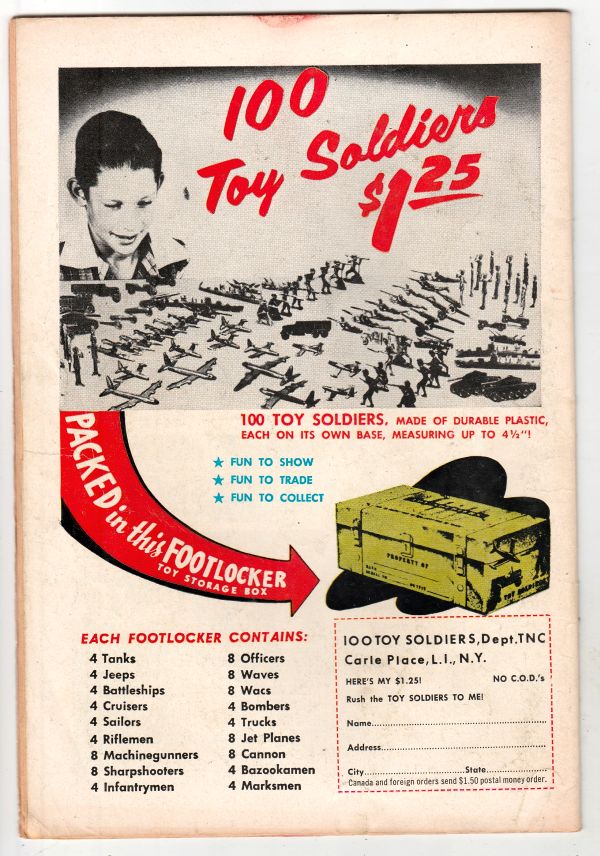 100
Toy Soldiers
$1.25
100 TOY SOLDIERS, MADE OF DURABLE PLASTIC,
EACH ON ITS OWN BASE, MEASURING UP TO 4½"!
★ FUN TO SHOW
★ FUN TO TRADE
★ FUN TO COLLECT
PACKED in this FOOTLOCKER
TOY STORAGE BOX
PROPERTY OF
EACH FOOTLOCKER CONTAINS:
4 Tanks
4 Jeeps
4 Battleships
4 Cruisers
4 Sailors
4 Riflemen
8 Machinegunners
8 Sharpshooters
4 Infantrymen
8 Officers
8 Waves
8 Wacs
4 Bombers
4 Trucks
8 Jet Planes
8 Cannon
4 Bazookamen
4 Marksmen
100 TOY SOLDIERS, Dept. TNC
Carle Place, L.I., N.Y.
HERE'S MY $1.25! NO C.O.D.'s
Rush the TOY SOLDIERS TO ME!
Name
Address
City State
Canada and foreign orders send $1.50 postal money order.